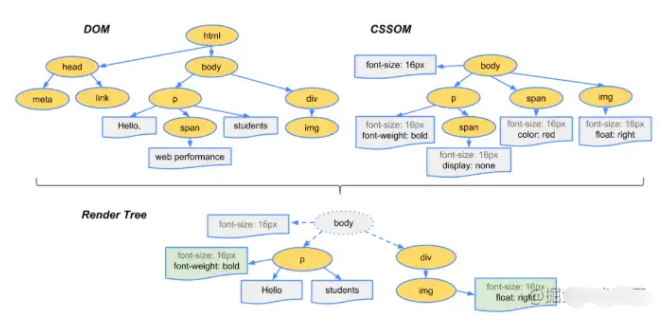 DOM
html
head
body
meta
link
p
div
Hello,
span
students
img
web performance
CSSOM
font-size: 16px
body
p
span
img
font-size: 16px
font-weight: bold
span
font-size: 16px
color: red
font-size: 16px
float: right
font-size: 16px
display: none
Render Tree
font-size: 16px
body
font-size: 16px
font-weight: bold
p
div
Hello
students
img
font-size: 16px
float: right